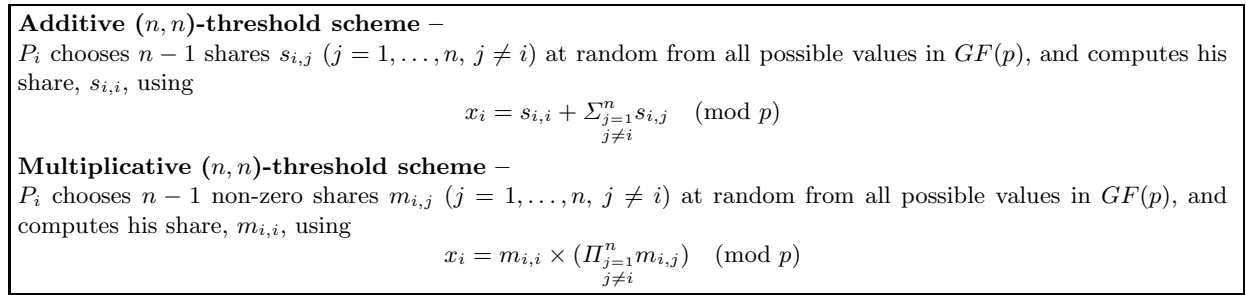 Additive (n, n)-threshold scheme –
P_i chooses n − 1 shares s_{i,j} (j = 1, . . . , n, j ≠ i) at random from all possible values in GF(p), and computes his
share, s_{i,i}, using
x_i = s_{i,i} + Σ^n_{j=1 j≠i} s_{i,j} (mod p)
Multiplicative (n, n)-threshold scheme –
P_i chooses n − 1 non-zero shares m_{i,j} (j = 1, . . . , n, j ≠ i) at random from all possible values in GF(p), and
computes his share, m_{i,i}, using
x_i = m_{i,i} × (Π^n_{j=1 j≠i} m_{i,j}) (mod p)